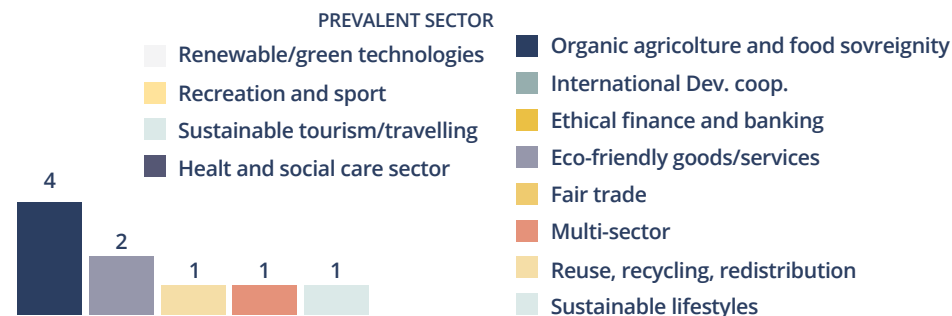 PREVALENT SECTOR
Renewable/green technologies
Recreation and sport
Sustainable tourism/travelling
Healt and social care sector
Organic agricolture and food sovreignity
International Dev. coop.
Ethical finance and banking
Eco-friendly goods/services
Fair trade
Multi-sector
Reuse, recycling, redistribution
Sustainable lifestyles
4
2
1
1
1